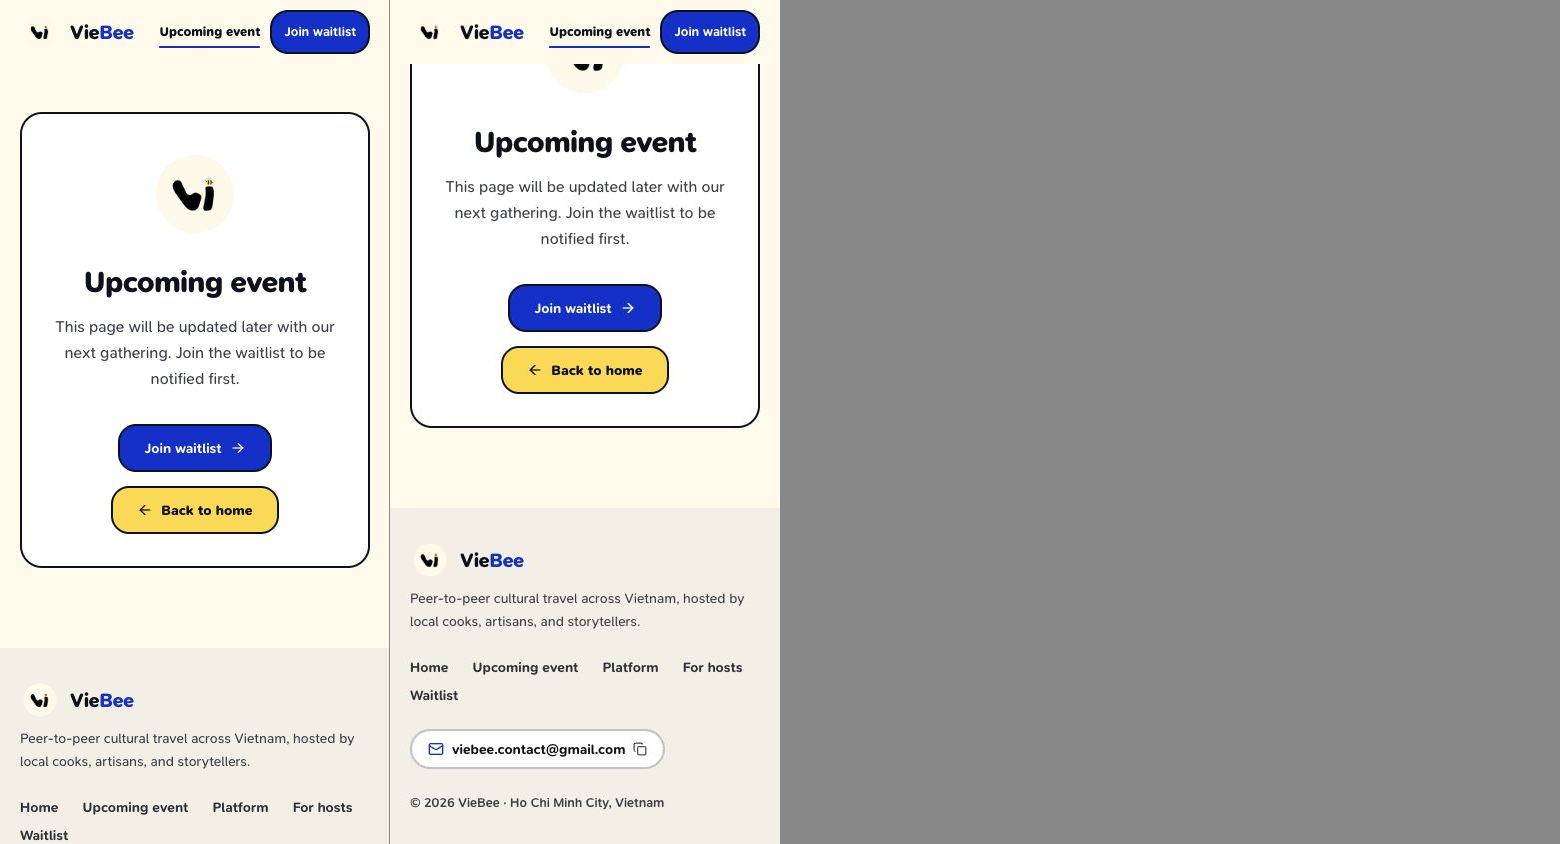 VieBee Upcoming event Join waitlist
Upcoming event
This page will be updated later with our
next gathering. Join the waitlist to be
notified first.
Join waitlist →
← Back to home
VieBee
Peer-to-peer cultural travel across Vietnam, hosted by
local cooks, artisans, and storytellers.
Home Upcoming event Platform For hosts
Waitlist
VieBee Upcoming event Join waitlist
Upcoming event
This page will be updated later with our
next gathering. Join the waitlist to be
notified first.
Join waitlist →
← Back to home
VieBee
Peer-to-peer cultural travel across Vietnam, hosted by
local cooks, artisans, and storytellers.
Home Upcoming event Platform For hosts
Waitlist
viebee.contact@gmail.com
© 2026 VieBee · Ho Chi Minh City, Vietnam